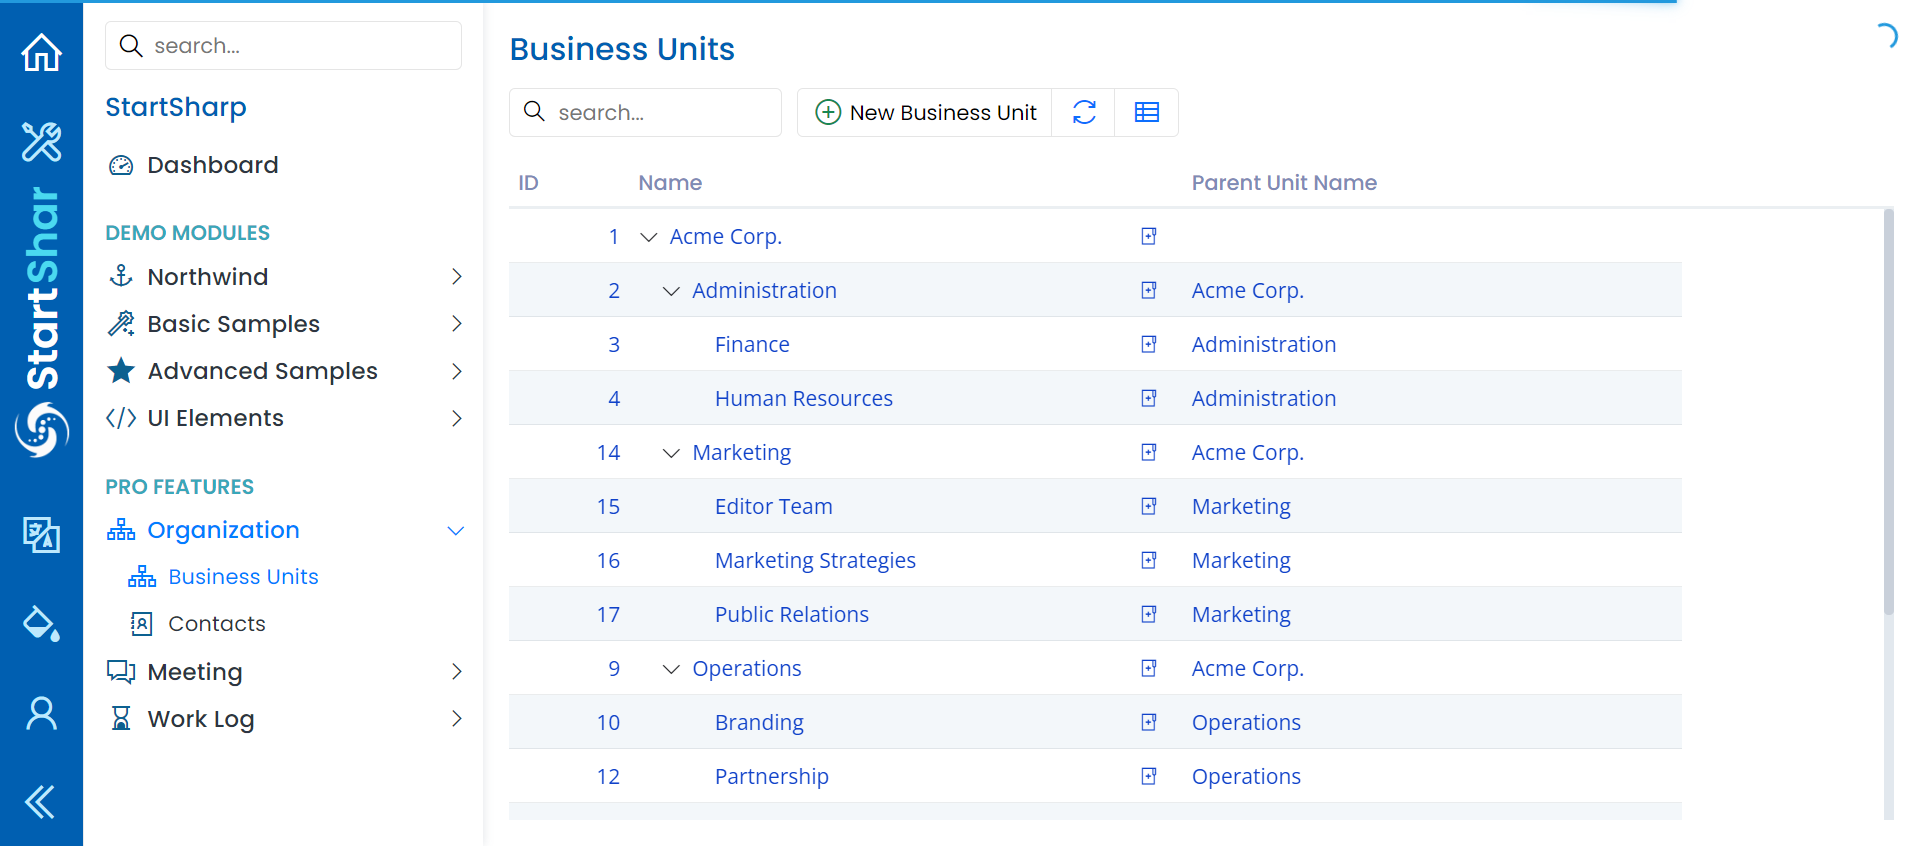 StartShar
search...
StartSharp
Dashboard
DEMO MODULES
Northwind
Basic Samples
Advanced Samples
UI Elements
PRO FEATURES
Organization
Business Units
Contacts
Meeting
Work Log
Business Units
search...
New Business Unit
ID Name Parent Unit Name
1 Acme Corp.
2 Administration Acme Corp.
3 Finance Administration
4 Human Resources Administration
14 Marketing Acme Corp.
15 Editor Team Marketing
16 Marketing Strategies Marketing
17 Public Relations Marketing
9 Operations Acme Corp.
10 Branding Operations
12 Partnership Operations